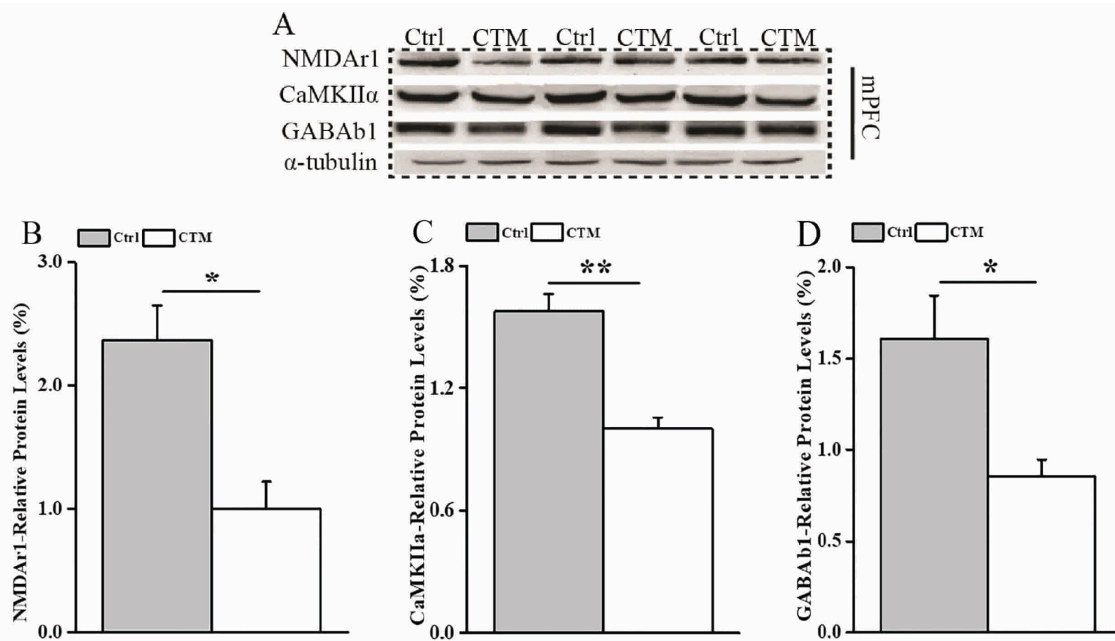 A
Ctrl CTM Ctrl CTM Ctrl CTM
NMDAr1
CaMKIIα
GABAb1
α-tubulin
mPFC
B
Ctrl CTM
NMDAr1-Relative Protein Levels (%)
3.0
2.0
1.0
0.0
*
C
Ctrl CTM
CaMKIIa-Relative Protein Levels (%)
1.8
1.2
0.6
0.0
**
D
Ctrl CTM
GABAb1-Relative Protein Levels (%)
2.0
1.5
1.0
0.5
0.0
*